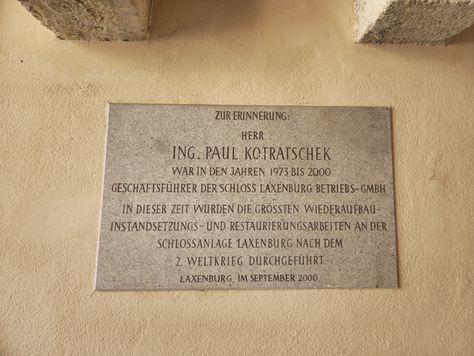 ZUR ERINNERUNG:
HERR
ING. PAUL KOTRATSCHEK
WAR IN DEN JAHREN 1973 BIS 2000
GESCHÄFTSFÜHRER DER SCHLOSS LAXENBURG BETRIEBS-GMBH
IN DIESER ZEIT WURDEN DIE GRÖSSTEN WIEDERAUFBAU-
INSTANDSETZUNGS- UND RESTAURIERUNGSARBEITEN AN DER
SCHLOSSANLAGE LAXENBURG NACH DEM
2. WELTKRIEG DURCHGEFÜHRT.
LAXENBURG, IM SEPTEMBER 2000